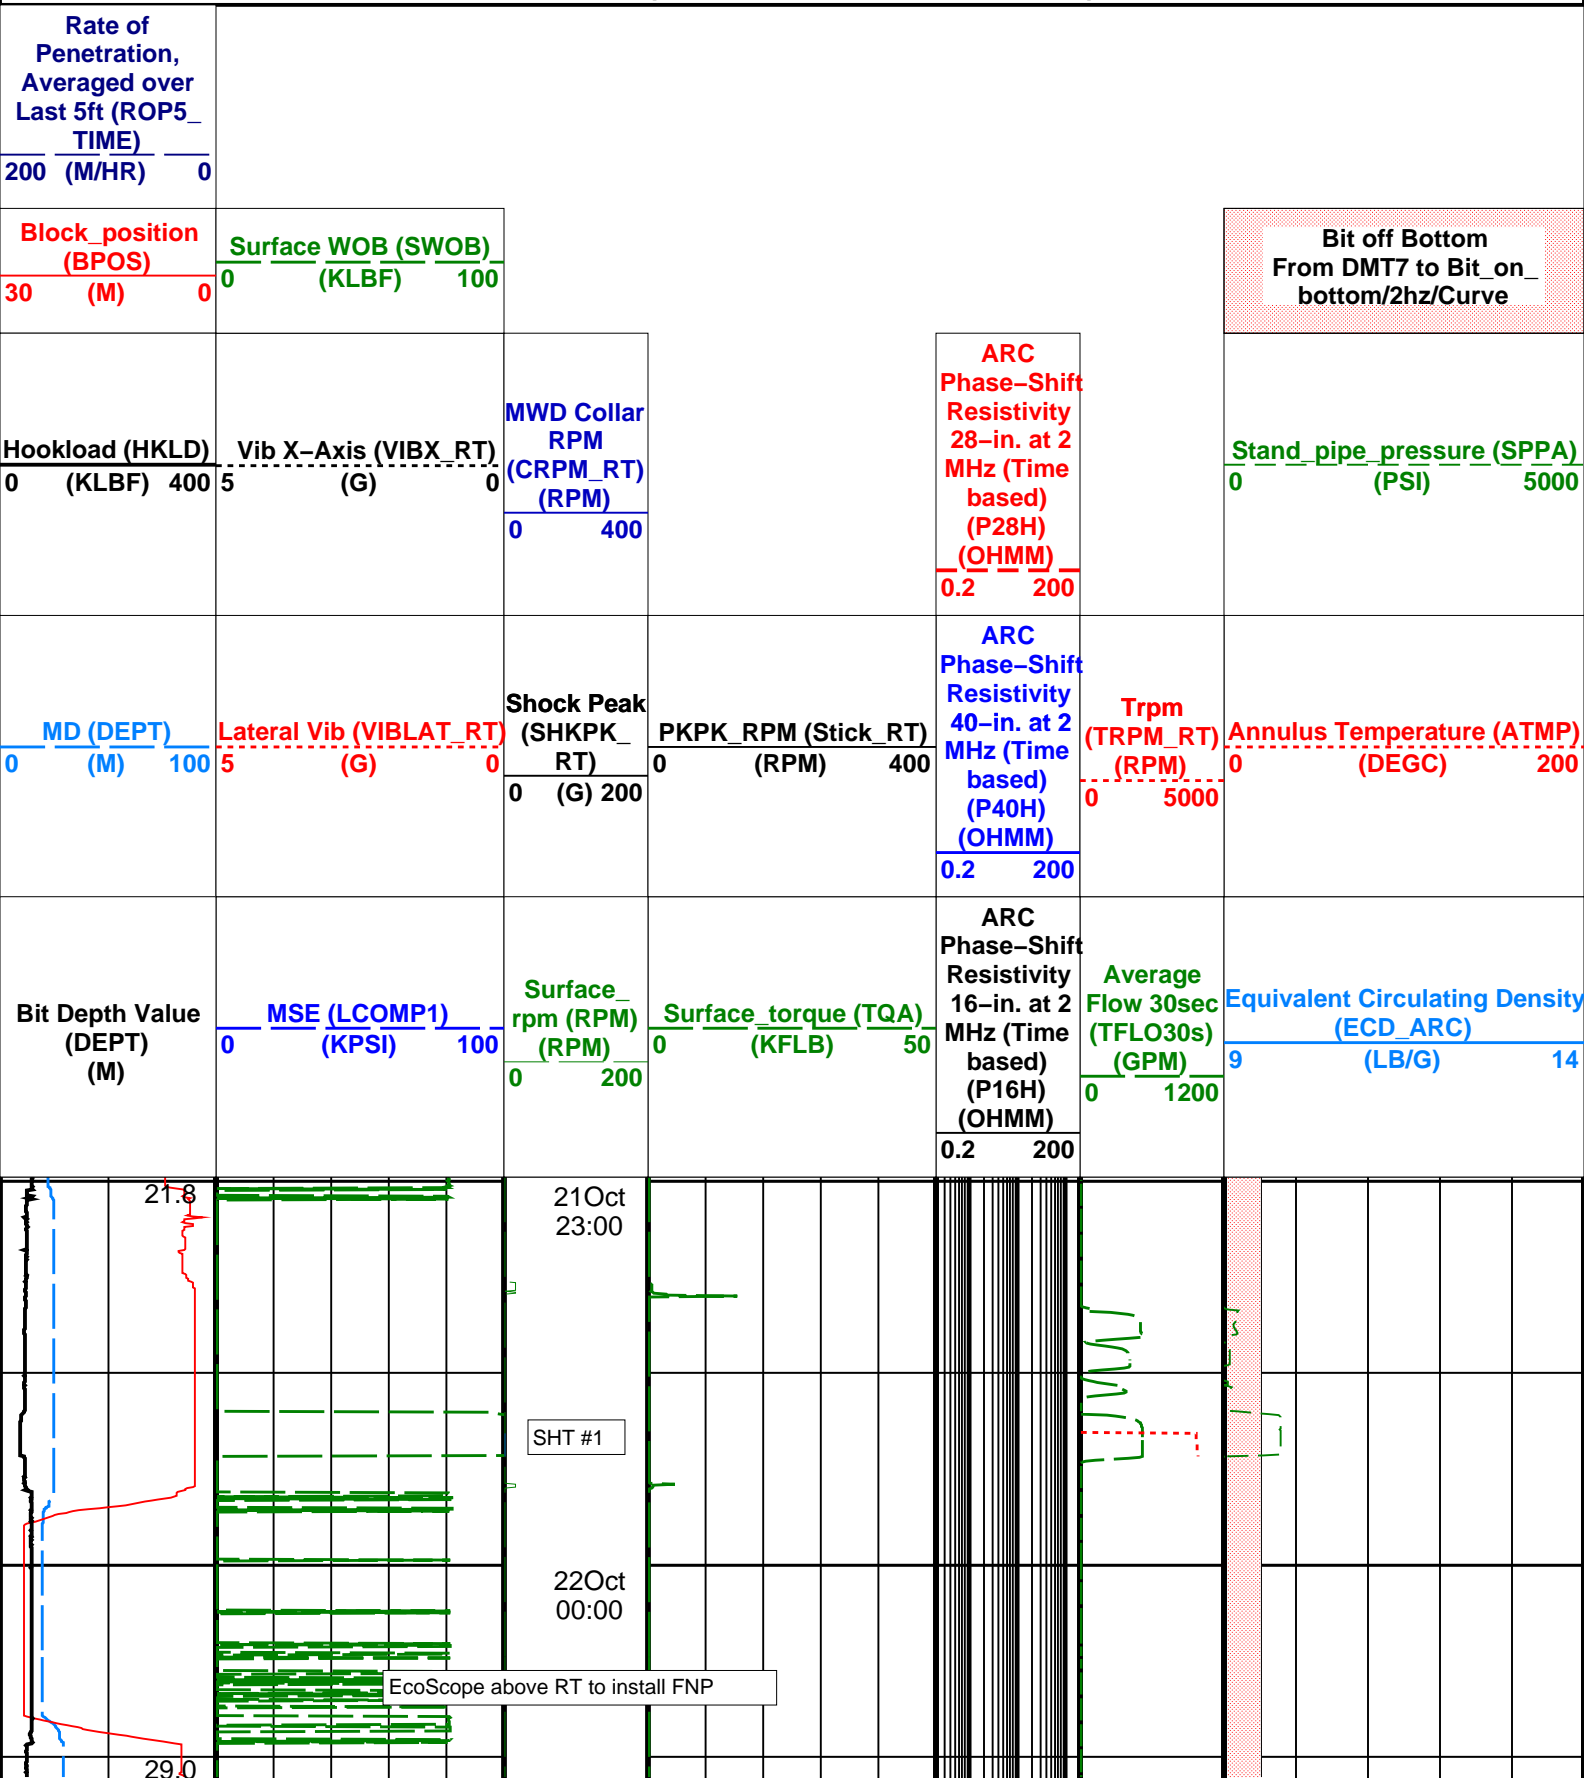 Rate of
Penetration,
Averaged over
Last 5ft (ROP5_
TIME)
200 (M/HR) 0
Block_position
(BPOS)
30 (M) 0
Surface WOB (SWOB)
0 (KLBF) 100
Bit off Bottom
From DMT7 to Bit_on_
bottom/2hz/Curve
Hookload (HKLD)
0 (KLBF) 400
Vib X–Axis (VIBX_RT)
5 (G) 0
MWD Collar
RPM
(CRPM_RT)
(RPM)
0 400
ARC
Phase–Shift
Resistivity
28–in. at 2
MHz (Time
based)
(P28H)
(OHMM)
0.2 200
Stand_pipe_pressure (SPPA)
0 (PSI) 5000
MD (DEPT)
0 (M) 100
Lateral Vib (VIBLAT_RT)
5 (G) 0
Shock Peak
(SHKPK_
RT)
0 (G) 200
PKPK_RPM (Stick_RT)
0 (RPM) 400
ARC
Phase–Shift
Resistivity
40–in. at 2
MHz (Time
based)
(P40H)
(OHMM)
0.2 200
Trpm
(TRPM_RT)
(RPM)
0 5000
Annulus Temperature (ATMP)
0 (DEGC) 200
Bit Depth Value
(DEPT)
(M)
MSE (LCOMP1)
0 (KPSI) 100
Surface_
rpm (RPM)
(RPM)
0 200
Surface_torque (TQA)
0 (KFLB) 50
ARC
Phase–Shift
Resistivity
16–in. at 2
MHz (Time
based)
(P16H)
(OHMM)
0.2 200
Average
Flow 30sec
(TFLO30s)
(GPM)
0 1200
Equivalent Circulating Density
(ECD_ARC)
9 (LB/G) 14
21.8
21Oct
23:00
SHT #1
22Oct
00:00
EcoScope above RT to install FNP
29.0